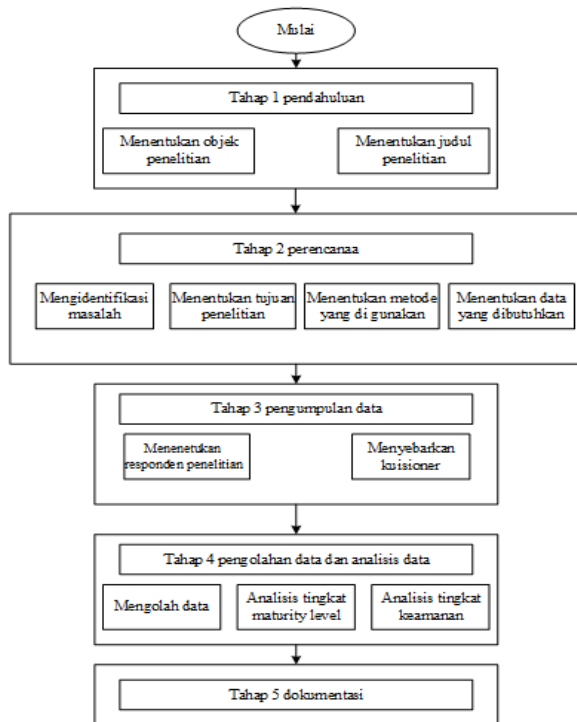 Mulai
Tahap 1 pendahuluan
Menentukan objek
penelitian
Menentukan judul
penelitian
Tahap 2 perencanaa
Mengidentifikasi
masalah
Menentukan tujuan
penelitian
Menentukan metode
yang di gunakan
Menentukan data
yang dibutuhkan
Tahap 3 pengumpulan data
Menenetukan
responden penelitian
Menyebarkan
kuisioner
Tahap 4 pengolahan data dan analisis data
Mengolah data
Analisis tingkat
maturity level
Analisis tingkat
keamanan
Tahap 5 dokumentasi